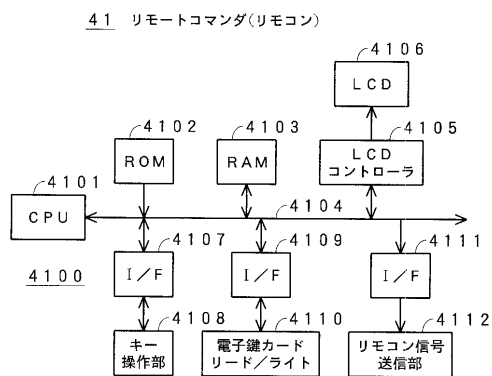 41 リモートコマンダ(リモコン)
4106
LCD
4102
4103
4105
ROM
RAM
LCD
コントローラ
4101
CPU
4104
4107
4109
4111
4100
I/F
I/F
I/F
4108
4110
4112
キー
操作部
電子鍵カード
リード/ライト
リモコン信号
送信部